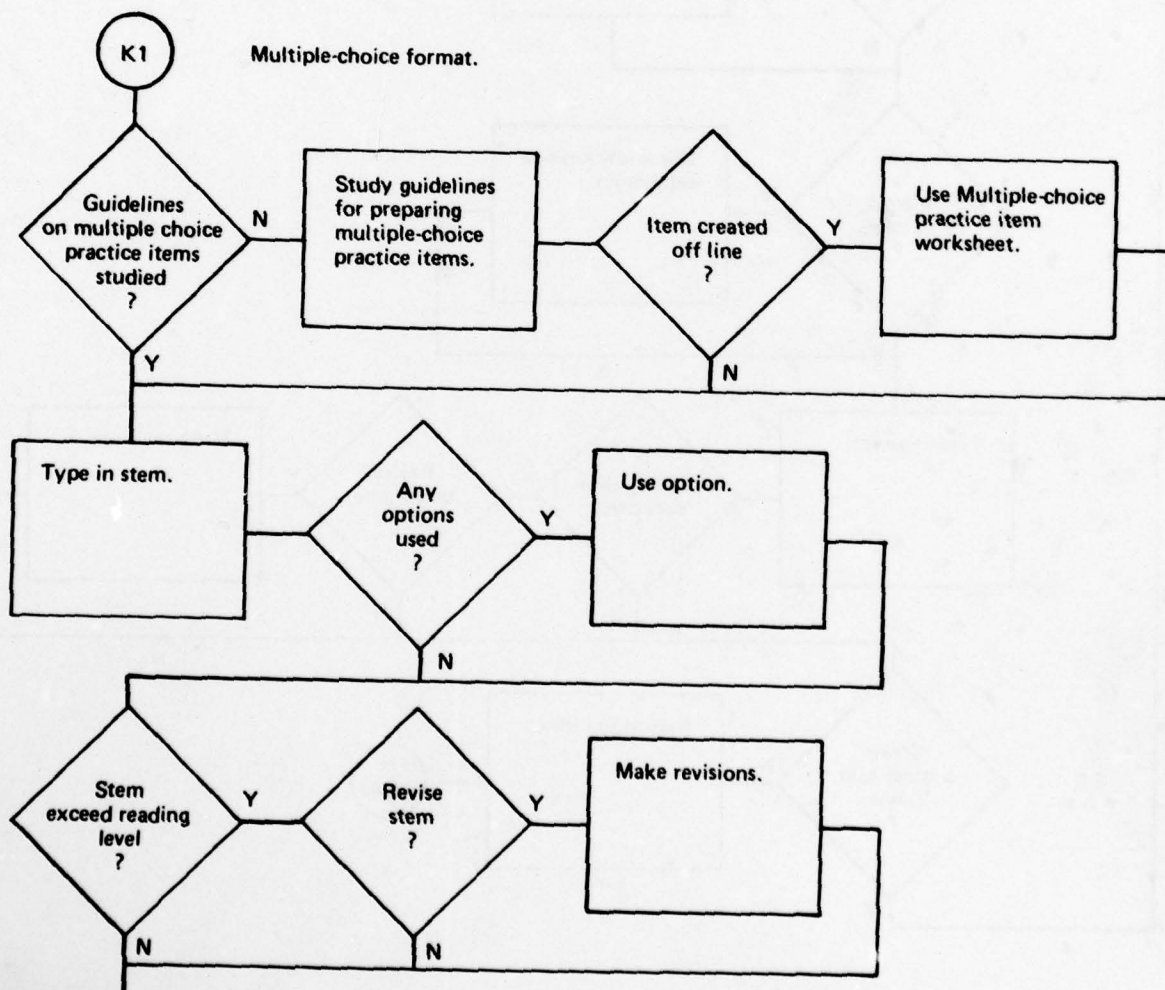 K1
Multiple-choice format.
Guidelines
on multiple choice
practice items
studied
?
N
Y
Study guidelines
for preparing
multiple-choice
practice items.
Item created
off line
?
Y
N
Use Multiple-choice
practice item
worksheet.
Type in stem.
Any
options
used
?
Y
N
Use option.
Stem
exceed reading
level
?
Y
N
Revise
stem
?
Y
N
Make revisions.